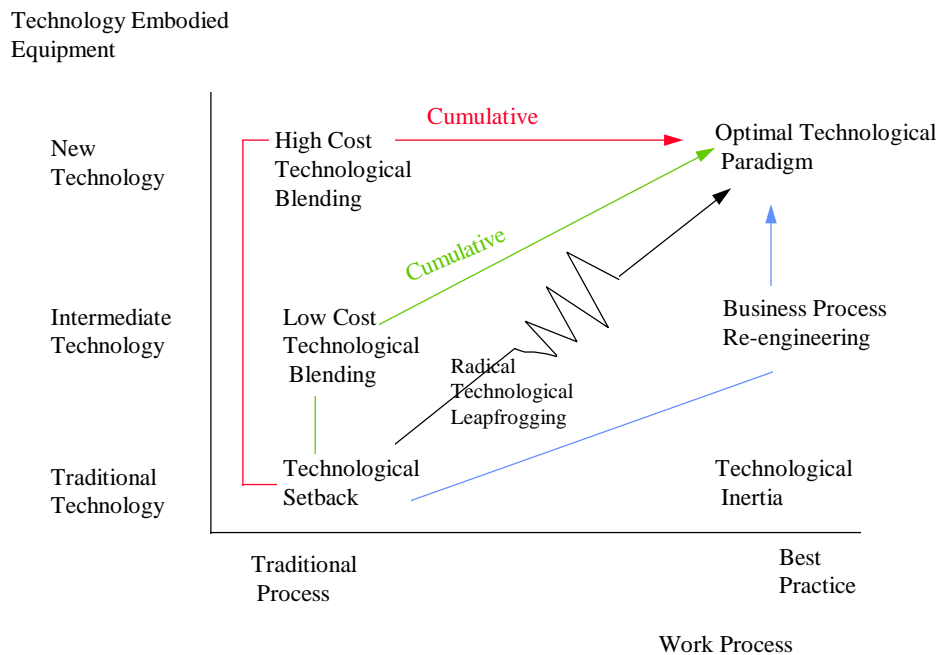 Technology Embodied
Equipment
New
Technology
High Cost
Technological
Blending
Cumulative
Optimal Technological
Paradigm
Cumulative
Intermediate
Technology
Low Cost
Technological
Blending
Business Process
Re-engineering
Radical
Technological
Leapfrogging
Traditional
Technology
Technological
Setback
Technological
Inertia
Traditional
Process
Best
Practice
Work Process